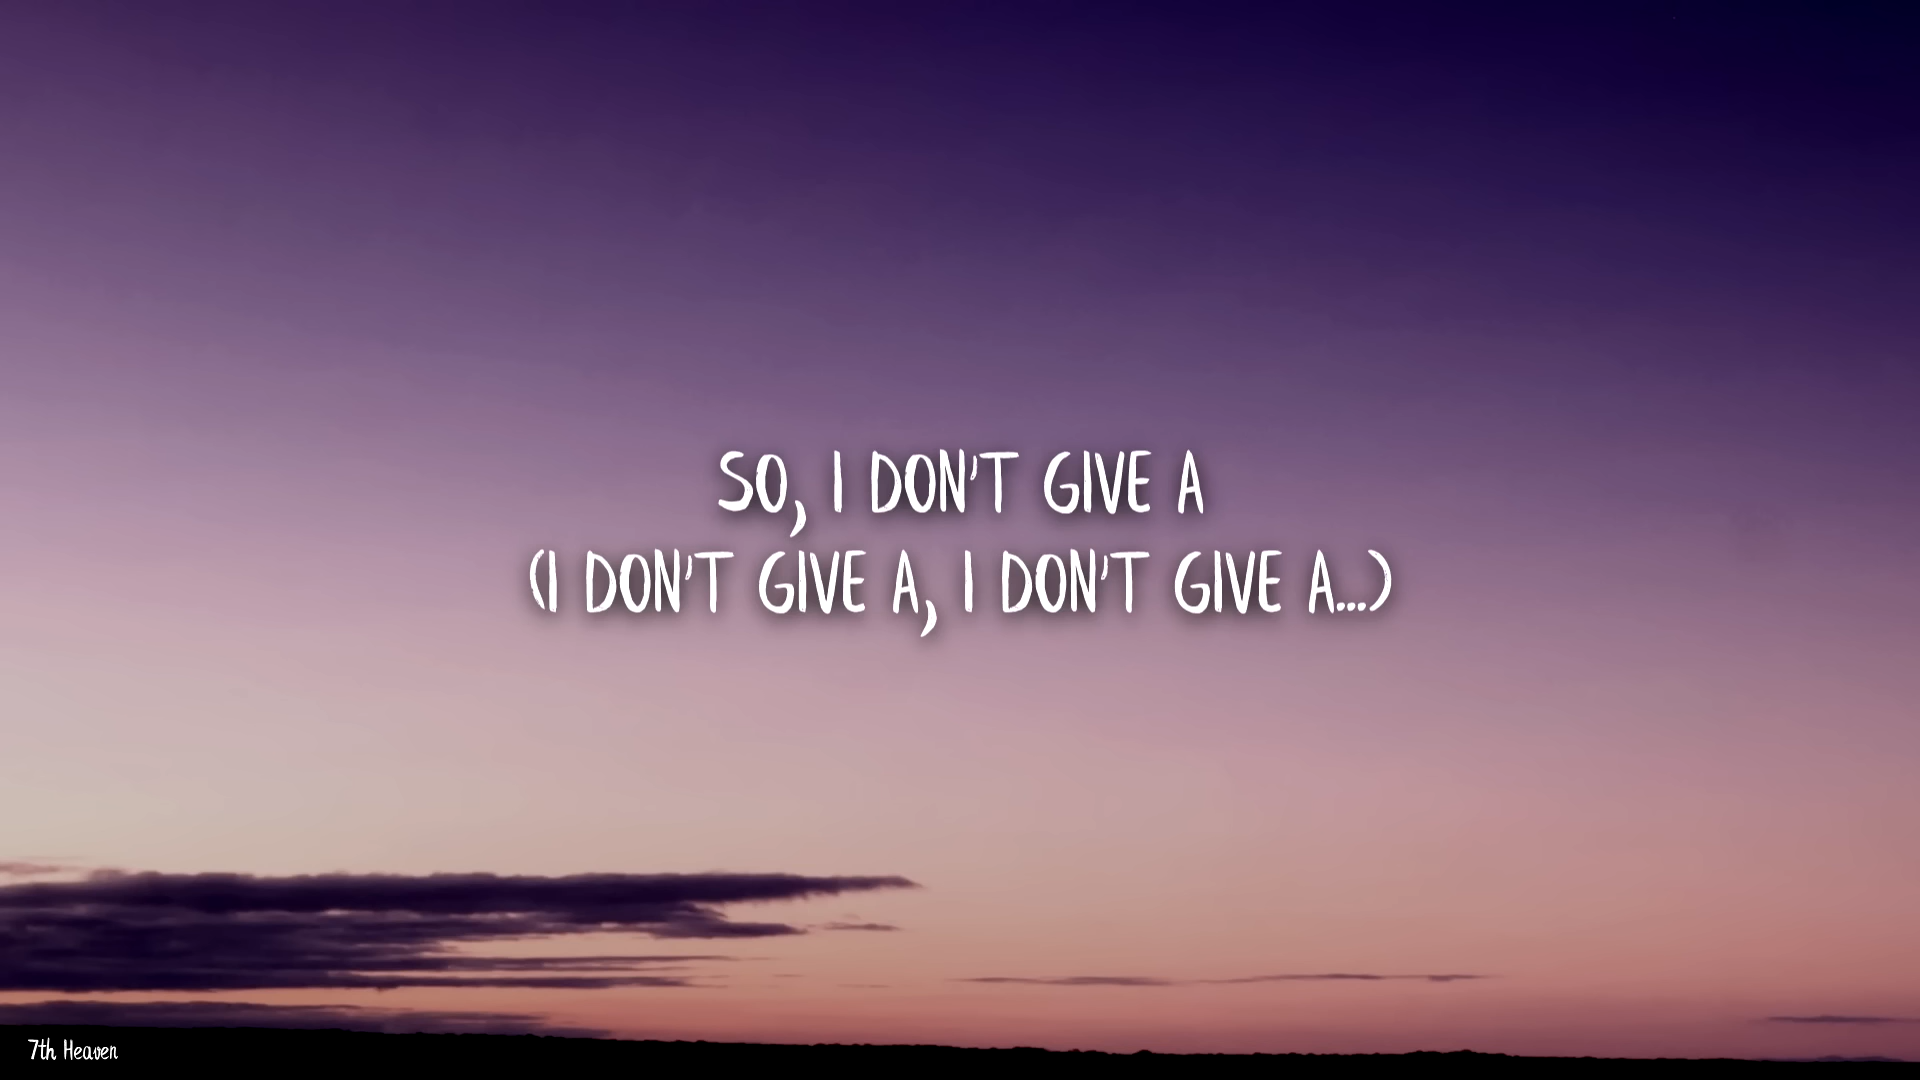 SO, I DON'T GIVE A
(I DON'T GIVE A, I DON'T GIVE A...)
7th Heaven